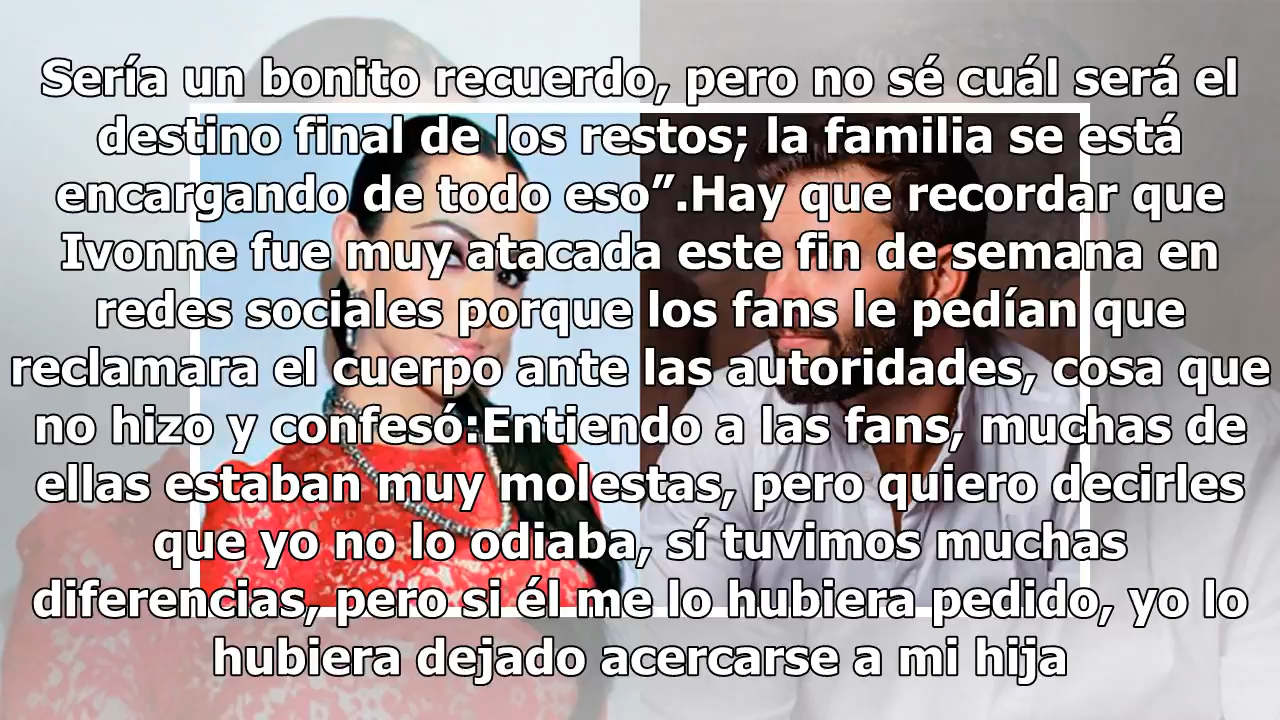 Sería un bonito recuerdo, pero no sé cuál será el
destino final de los restos; la familia se está
encargando de todo eso”.Hay que recordar que
Ivonne fue muy atacada este fin de semana en
redes sociales porque los fans le pedían que
reclamara el cuerpo ante las autoridades, cosa que
no hizo y confesó:Entiendo a las fans, muchas de
ellas estaban muy molestas, pero quiero decirles
que yo no lo odiaba, sí tuvimos muchas
diferencias, pero si él me lo hubiera pedido, yo lo
hubiera dejado acercarse a mi hija